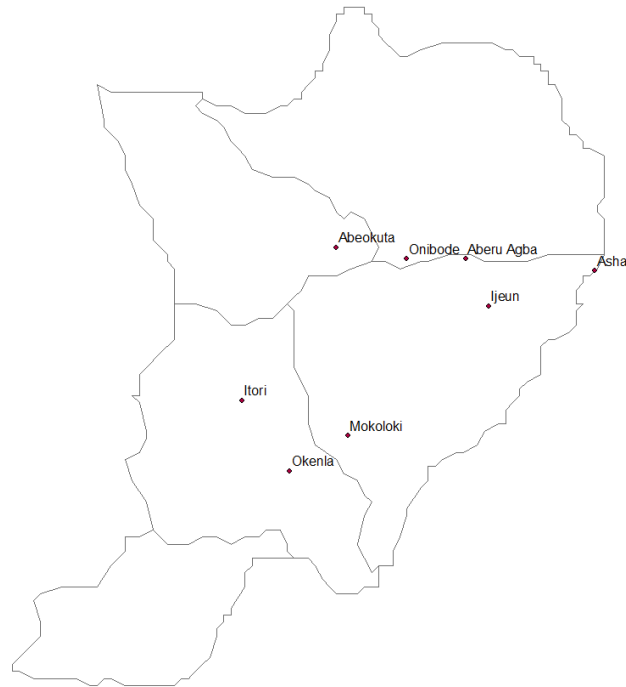 Abeokuta
Onibode
Aberu Agba
Asha
Ijeun
Itori
Mokoloki
Okenla